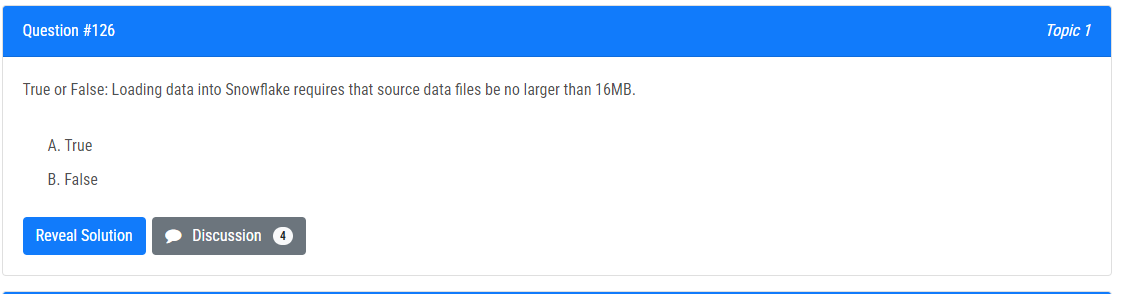 Question #126
Topic 1
True or False: Loading data into Snowflake requires that source data files be no larger than 16MB.
A. True
B. False
Reveal Solution
Discussion 4